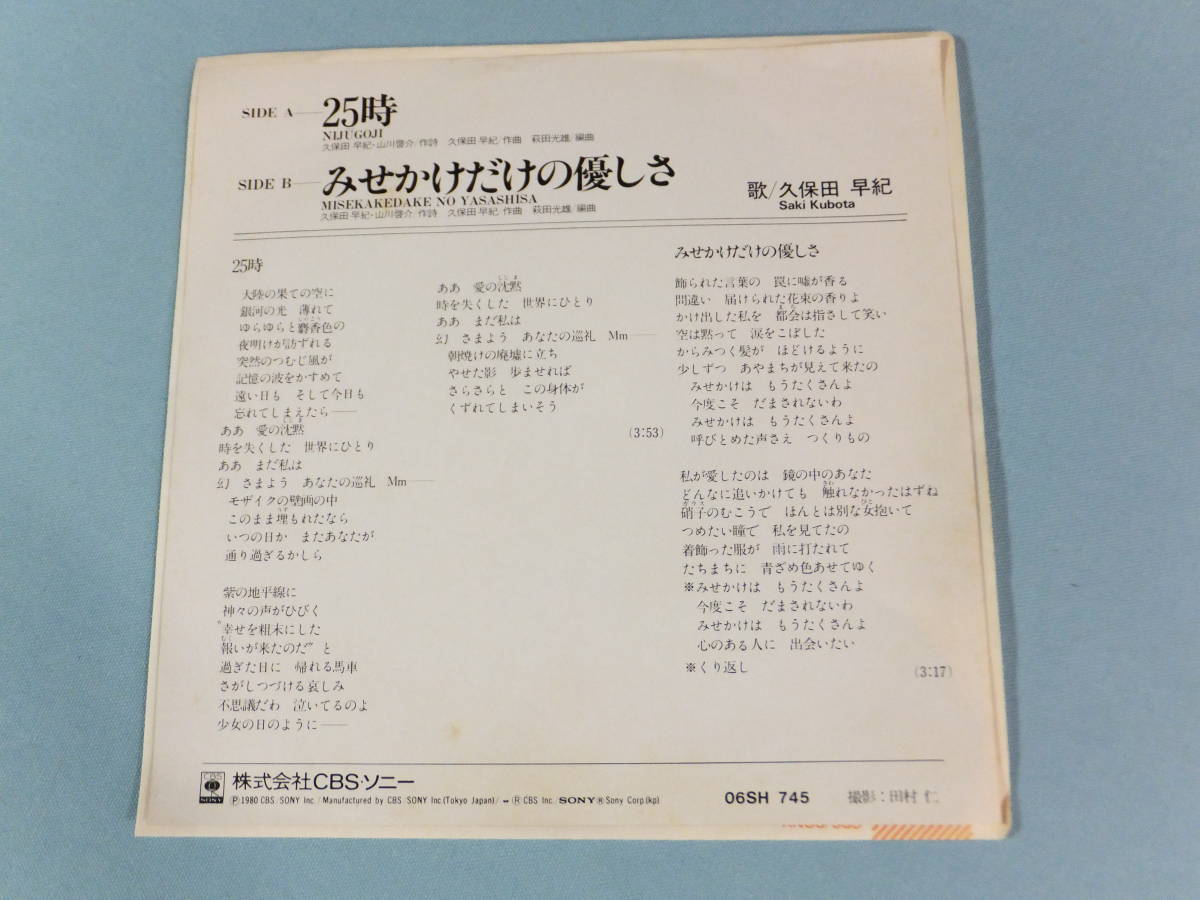 SIDE A — 25時
NIJUGOJI
久保田 早紀・山川啓介/作詩 久保田 早紀/作曲 萩田光雄/編曲
SIDE B — みせかけだけの優しさ
MISEKAKEDAKE NO YASASHISA
久保田 早紀・山川啓介/作詩 久保田 早紀/作曲 萩田光雄/編曲
歌/久保田 早紀
Saki Kubota
25時
大陸の果ての空に
銀河の光 薄れて
ゆらゆらと麝香色の
夜明けが訪ずれる
突然のつむじ風が
記憶の波をかすめて
遠い日も そして今日も
忘れてしまえたら——
ああ 愛の沈黙
時を失くした 世界にひとり
ああ まだ私は
幻 さまよう あなたの巡礼 Mm——
モザイクの壁画の中
このまま埋もれたなら
いつの日か またあなたが
通り過ぎるかしら
紫の地平線に
神々の声がひびく
“幸せを粗末にした
報いが来たのだ” と
過ぎた日に 帰れる馬車
さがしつづける哀しみ
不思議だわ 泣いてるのよ
少女の日のように——
ああ 愛の沈黙
時を失くした 世界にひとり
ああ まだ私は
幻 さまよう あなたの巡礼 Mm——
朝焼けの廃墟に立ち
やせた影 歩ませれば
さらさらと この身体が
くずれてしまいそう
(3:53)
みせかけだけの優しさ
飾られた言葉の 罠に嘘が香る
間違い 届けられた花束の香りよ
かけ出した私を 都会は指さして笑い
空は黙って 涙をこぼした
からみつく髪が ほどけるように
少しずつ あやまちが見えて来たの
みせかけは もうたくさんよ
今度こそ だまされないわ
みせかけは もうたくさんよ
呼びとめた声さえ つくりもの
私が愛したのは 鏡の中のあなた
どんなに追いかけても 触れなかったはずね
硝子のむこうで ほんとは別な女抱いて
つめたい瞳で 私を見てたの
着飾った服が 雨に打たれて
たちまちに 青ざめ色あせてゆく
※みせかけは もうたくさんよ
今度こそ だまされないわ
みせかけは もうたくさんよ
心のある人に 出会いたい
※くり返し
(3:17)
CBS SONY
株式会社CBS・ソニー
Ⓟ1980 CBS/SONY Inc./Manufactured by CBS/SONY Inc.(Tokyo Japan)/ ® CBS Inc./SONY® Sony Corp.(kp)
06SH 745
撮影：田村 仁